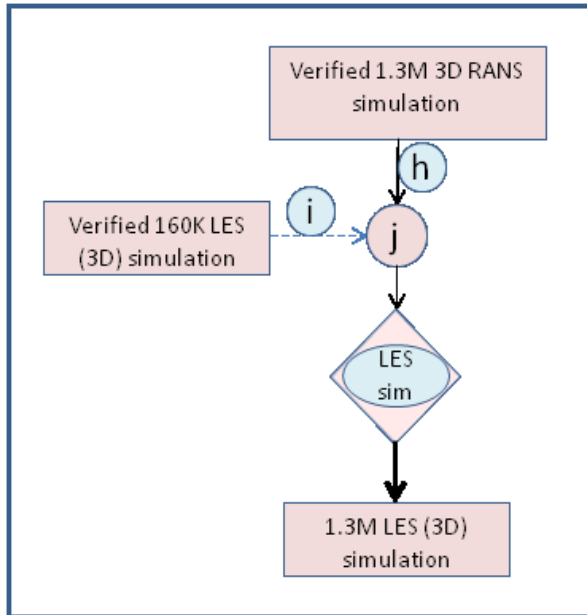 Verified 1.3M 3D RANS
simulation
h
i
Verified 160K LES
(3D) simulation
j
LES
sim
1.3M LES (3D)
simulation